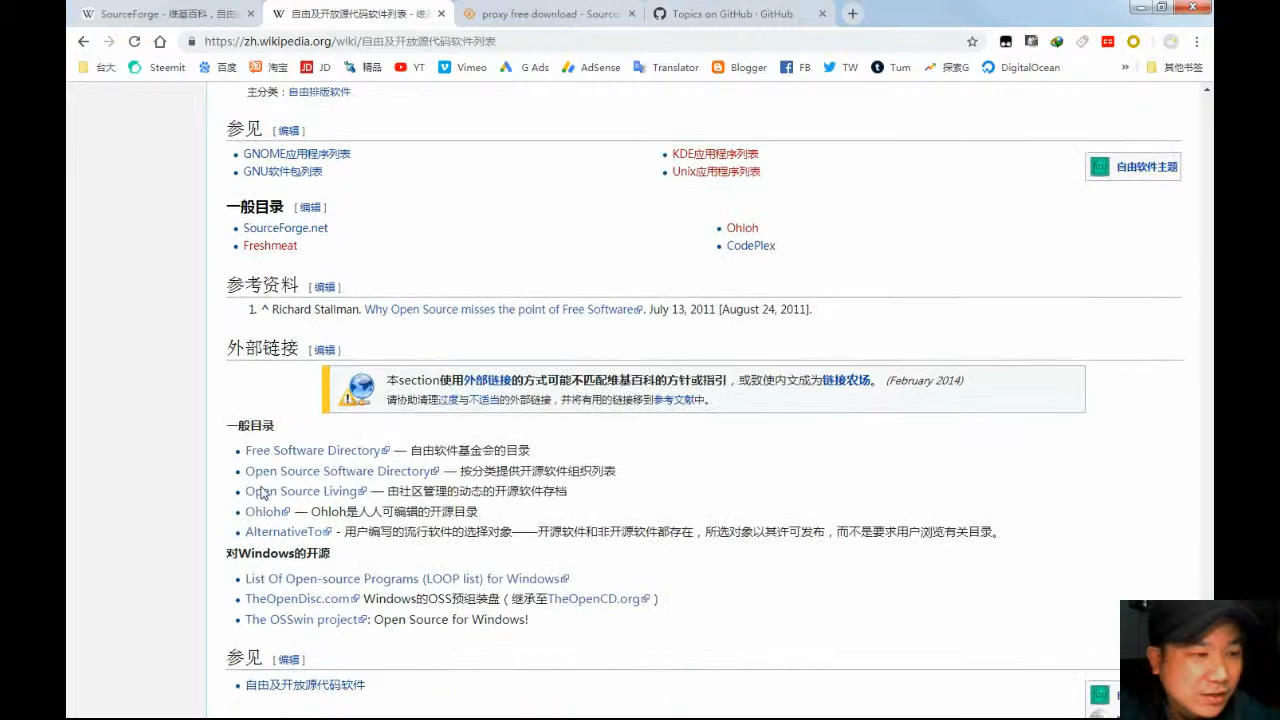 SourceForge - 维基百科，自由
自由及开放源代码软件列表 - 维
proxy free download - Source
Topics on GitHub · GitHub
https://zh.wikipedia.org/wiki/自由及开放源代码软件列表
台大 Steemit 百度 淘宝 JD 精品 YT Vimeo G Ads AdSense Translator Blogger FB TW Tum 探索G DigitalOcean » 其他书签
主分类：自由排版软件
参见 [编辑]
GNOME应用程序列表
KDE应用程序列表
GNU软件包列表
Unix应用程序列表
自由软件主题
一般目录 [编辑]
SourceForge.net
Ohloh
Freshmeat
CodePlex
参考资料 [编辑]
1. ^ Richard Stallman. Why Open Source misses the point of Free Software. July 13, 2011 [August 24, 2011].
外部链接 [编辑]
本section使用外部链接的方式可能不匹配维基百科的方针或指引，或致使内文成为链接农场。 (February 2014)
请协助清理过度与不适当的外部链接，并将有用的链接移到参考文献中。
一般目录
Free Software Directory — 自由软件基金会的目录
Open Source Software Directory — 按分类提供开源软件组织列表
Open Source Living — 由社区管理的动态的开源软件存档
Ohloh — Ohloh是人人可编辑的开源目录
AlternativeTo - 用户编写的流行软件的选择对象——开源软件和非开源软件都存在，所选对象以其许可发布，而不是要求用户浏览有关目录。
对Windows的开源
List Of Open-source Programs (LOOP list) for Windows
TheOpenDisc.com Windows的OSS预组装盘（继承至TheOpenCD.org）
The OSSwin project: Open Source for Windows!
参见 [编辑]
自由及开放源代码软件